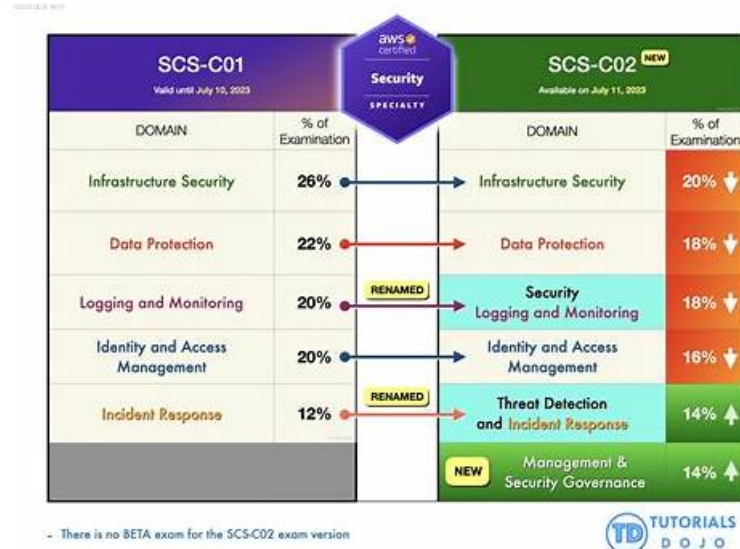 aws
certified
Security
SPECIALTY
SCS-C01
Valid until July 10, 2023
SCS-C02 NEW
Available on July 11, 2023
DOMAIN
% of
Examination
DOMAIN
% of
Examination
Infrastructure Security 26% Infrastructure Security 20%
Data Protection 22% Data Protection 18%
Logging and Monitoring 20% RENAMED Security
Logging and Monitoring 18%
Identity and Access
Management 20% Identity and Access
Management 16%
Incident Response 12% RENAMED Threat Detection
and Incident Response 14%
NEW Management &
Security Governance 14%
- There is no BETA exam for the SCS-C02 exam version
TD TUTORIALS
DOJO